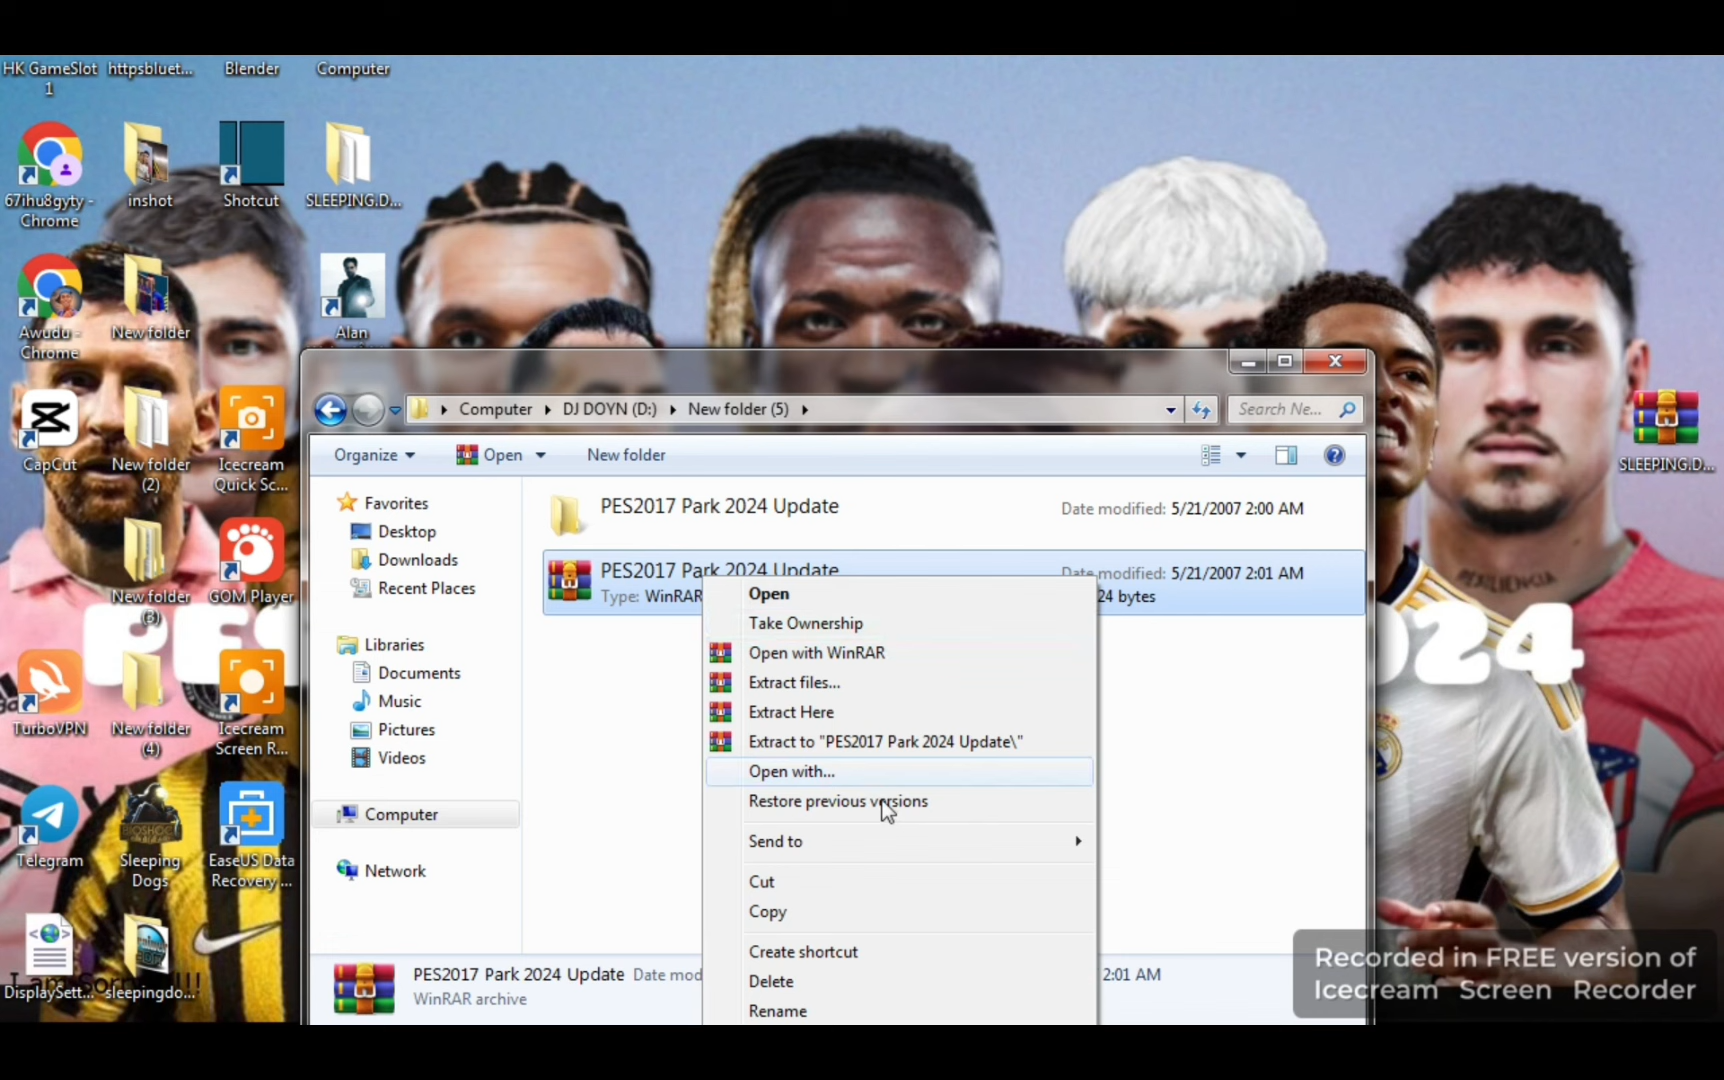 HK GameSlot
1
httpsbluet...
Blender
Computer
67ihu8gyty -
Chrome
inshot
Shotcut
SLEEPING.D...
Awudu -
Chrome
New folder
Alan
CapCut
New folder
(2)
Icecream
Quick Sc...
New folder
(3)
GOM Player
TurboVPN
New folder
(4)
Icecream
Screen R...
Telegram
Sleeping
Dogs
EaseUS Data
Recovery ...
DisplaySett...
sleepingdo...
SLEEPING.D...
Computer
DJ DOYN (D:)
New folder (5)
Search Ne...
Organize
Open
New folder
Favorites
Desktop
Downloads
Recent Places
Libraries
Documents
Music
Pictures
Videos
Computer
Network
PES2017 Park 2024 Update
Date modified: 5/21/2007 2:00 AM
PES2017 Park 2024 Update
Date modified: 5/21/2007 2:01 AM
Type: WinRAR
24 bytes
Open
Take Ownership
Open with WinRAR
Extract files...
Extract Here
Extract to "PES2017 Park 2024 Update\"
Open with...
Restore previous versions
Send to
Cut
Copy
Create shortcut
Delete
Rename
PES2017 Park 2024 Update
Date mod
2:01 AM
WinRAR archive
PES
024
Recorded in FREE version of
Icecream Screen Recorder